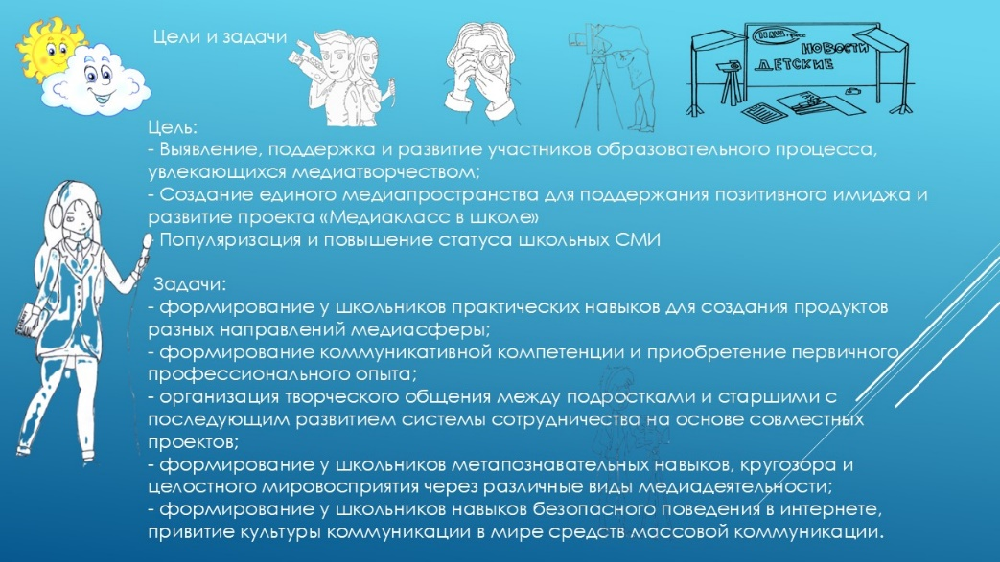 Цели и задачи
НАШ пресс
НОВОСТИ
ДЕТСКИЕ
Цель:
- Выявление, поддержка и развитие участников образовательного процесса,
увлекающихся медиатворчеством;
- Создание единого медиапространства для поддержания позитивного имиджа и
развитие проекта «Медиакласс в школе»
- Популяризация и повышение статуса школьных СМИ
Задачи:
- формирование у школьников практических навыков для создания продуктов
разных направлений медиасферы;
- формирование коммуникативной компетенции и приобретение первичного
профессионального опыта;
- организация творческого общения между подростками и старшими с
последующим развитием системы сотрудничества на основе совместных
проектов;
- формирование у школьников метапознавательных навыков, кругозора и
целостного мировосприятия через различные виды медиадеятельности;
- формирование у школьников навыков безопасного поведения в интернете,
привитие культуры коммуникации в мире средств массовой коммуникации.